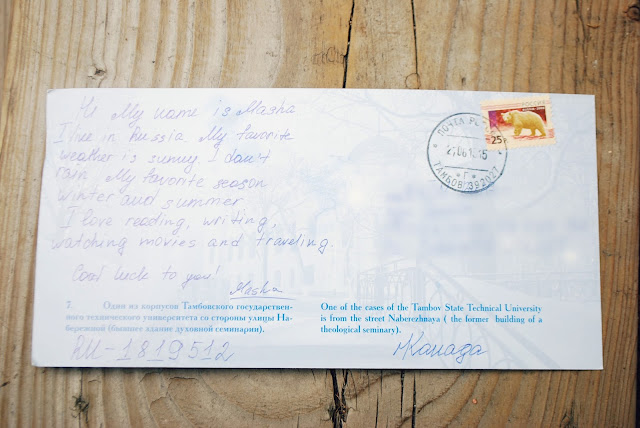 Hi My name is Masha
I live in Russia My favorite
weather is sunny. I don't
rain. My favorite season
winter and summer
I love reading, writing,
watching movies and traveling.
Good luck to you!
Masha
7. Один из корпусов Тамбовского государствен-
ного технического университета со стороны улицы На-
бережной (бывшее здание духовной семинарии).
RU-1819512
25
ТАМБОВ 392027
One of the cases of the Tambov State Technical University
is from the street Naberezhnaya ( the former building of a
theological seminary).
Канада